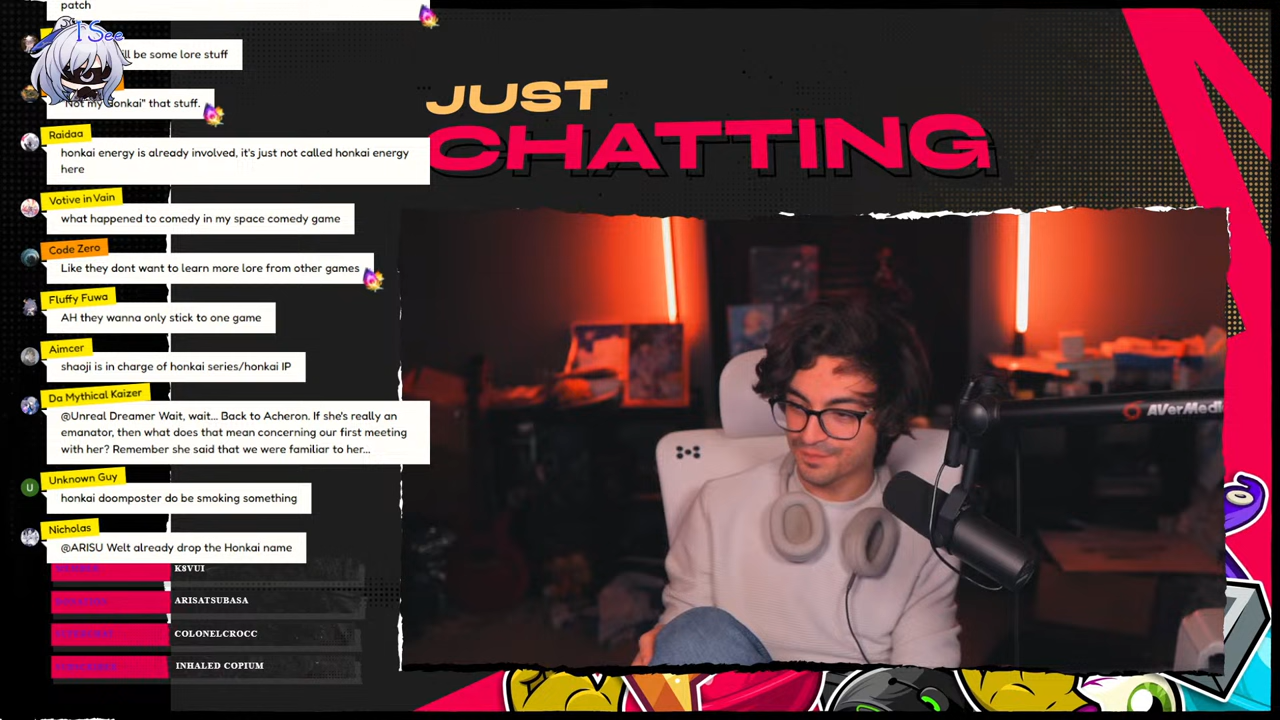 patch
I See
ill be some lore stuff
"Not my Honkai" that stuff.
Raidaa
honkai energy is already involved, it's just not called honkai energy
here
Votive in Vain
what happened to comedy in my space comedy game
Code Zero
Like they dont want to learn more lore from other games
Fluffy Fuwa
AH they wanna only stick to one game
Aimcer
shaoji is in charge of honkai series/honkai IP
Da Mythical Kaizer
@Unreal Dreamer Wait, wait... Back to Acheron. If she's really an
emanator, then what does that mean concerning our first meeting
with her? Remember she said that we were familiar to her...
Unknown Guy
U
honkai doomposter do be smoking something
Nicholas
@ARISU Welt already drop the Honkai name
K8VUI
ARISATSUBASA
COLONELCROCC
INHALED COPIUM
JUST
CHATTING
AVerMedi